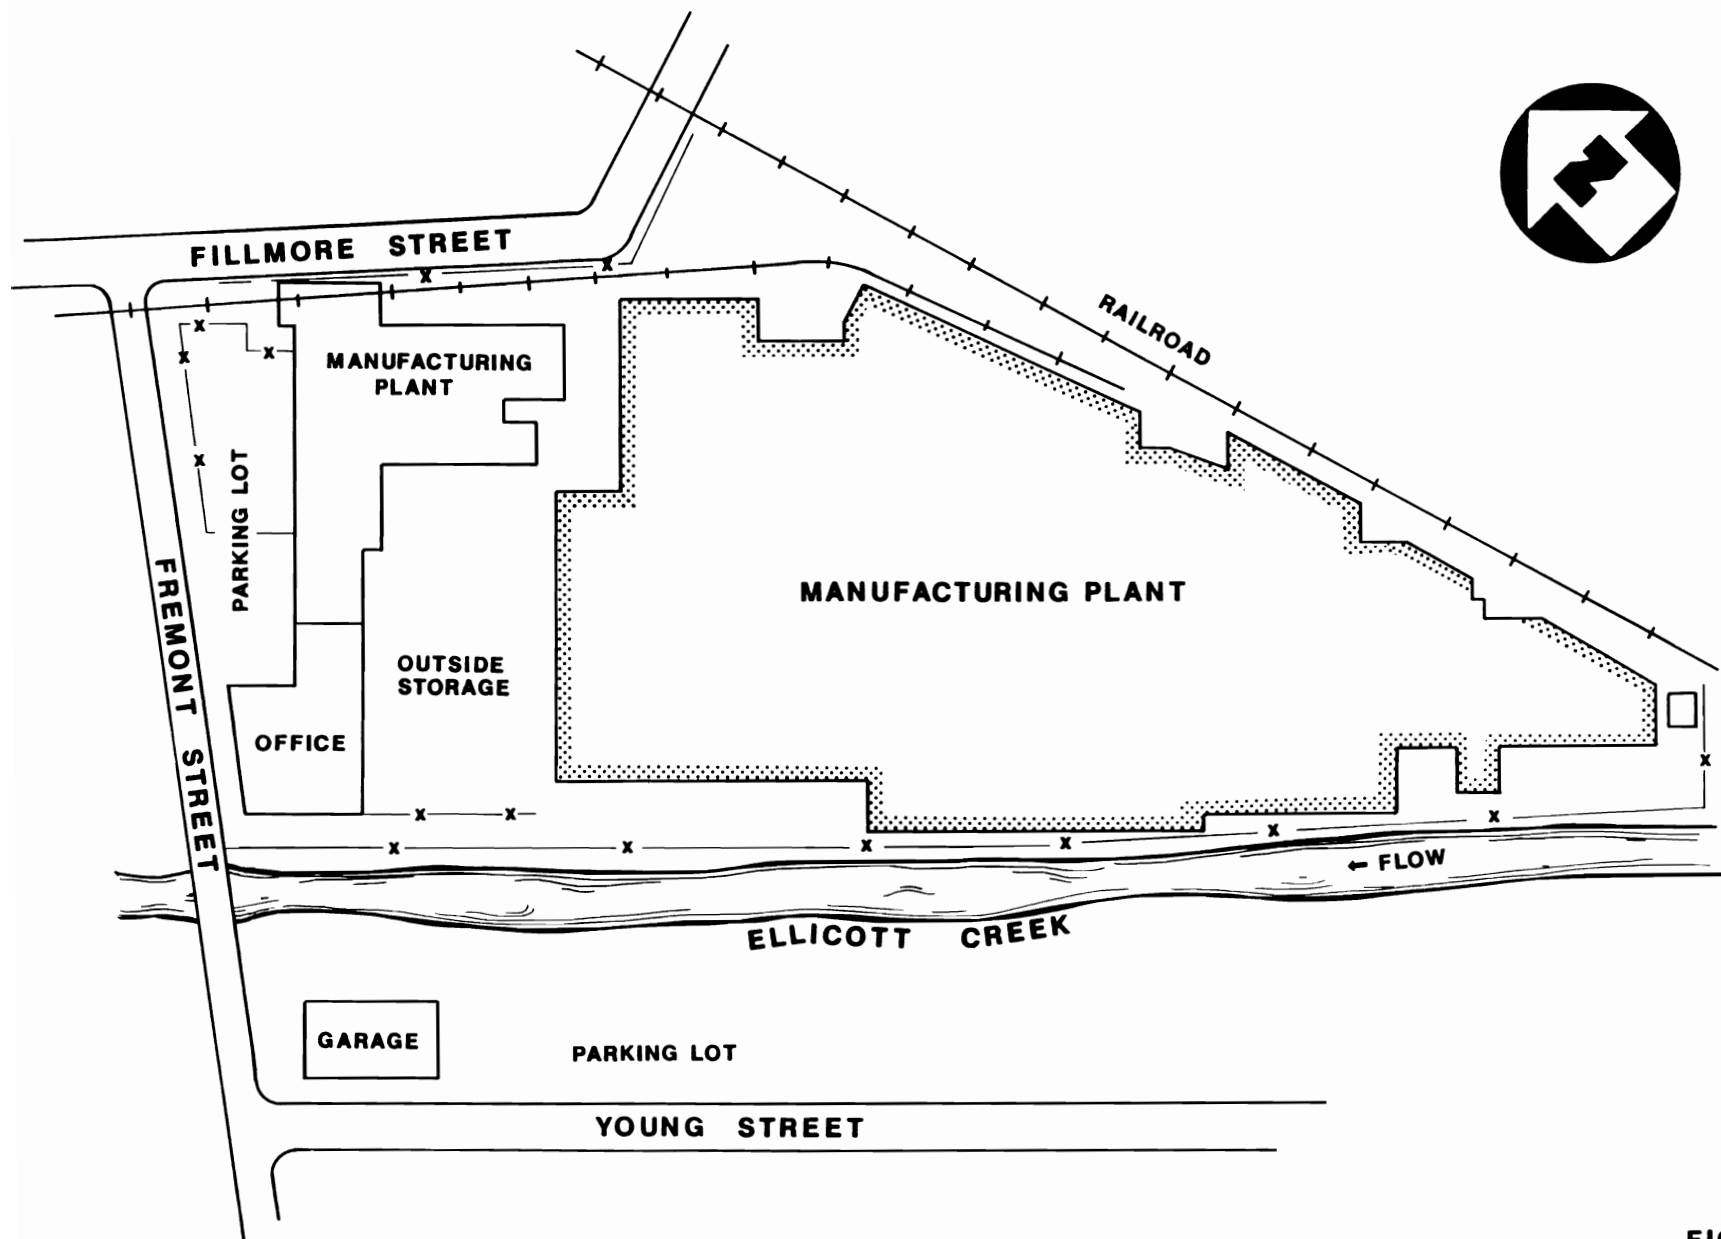 N
FILLMORE STREET
RAILROAD
MANUFACTURING
PLANT
PARKING LOT
FREMONT STREET
MANUFACTURING PLANT
OUTSIDE
STORAGE
OFFICE
← FLOW
ELLICOTT CREEK
GARAGE
PARKING LOT
YOUNG STREET